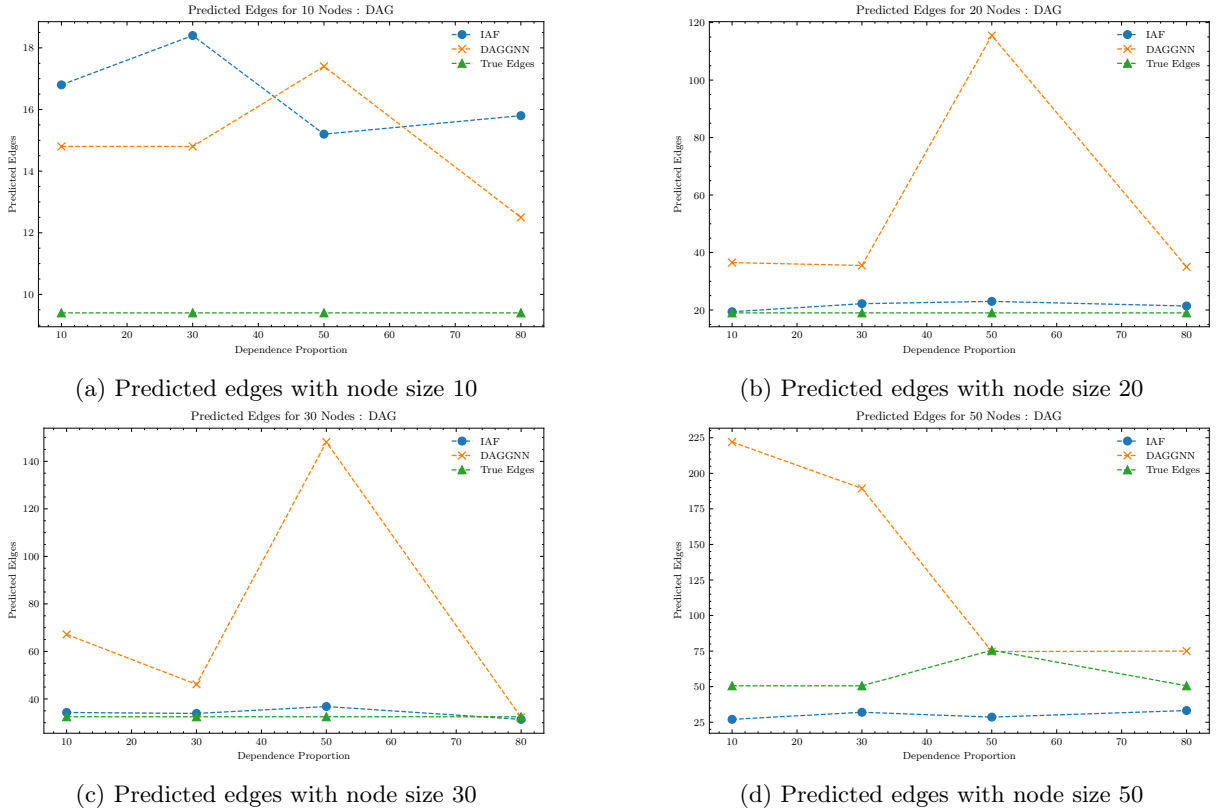 Predicted Edges for 10 Nodes : DAG
IAF
DAGGNN
True Edges
Predicted Edges
18
16
14
12
10
10 20 30 40 50 60 70 80
Dependence Proportion
(a) Predicted edges with node size 10
Predicted Edges for 20 Nodes : DAG
IAF
DAGGNN
True Edges
Predicted Edges
120
100
80
60
40
20
10 20 30 40 50 60 70 80
Dependence Proportion
(b) Predicted edges with node size 20
Predicted Edges for 30 Nodes : DAG
IAF
DAGGNN
True Edges
Predicted Edges
140
120
100
80
60
40
10 20 30 40 50 60 70 80
Dependence Proportion
(c) Predicted edges with node size 30
Predicted Edges for 50 Nodes : DAG
IAF
DAGGNN
True Edges
Predicted Edges
225
200
175
150
125
100
75
50
25
10 20 30 40 50 60 70 80
Dependence Proportion
(d) Predicted edges with node size 50